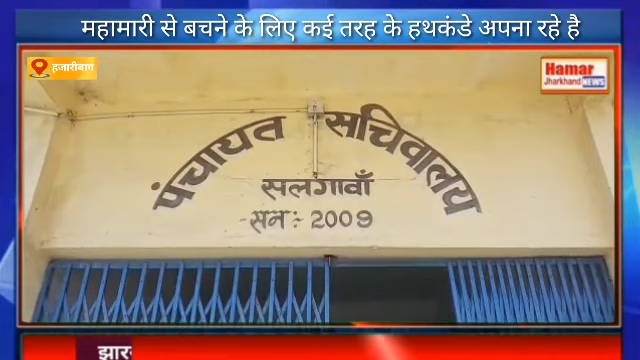 महामारी से बचने के लिए कई तरह के हथकंडे अपना रहे है
हजारीबाग
Hamar
Jharkhand NEWS
पंचायत सचिवालय
सलगावाँ
सन :- 2009
झार